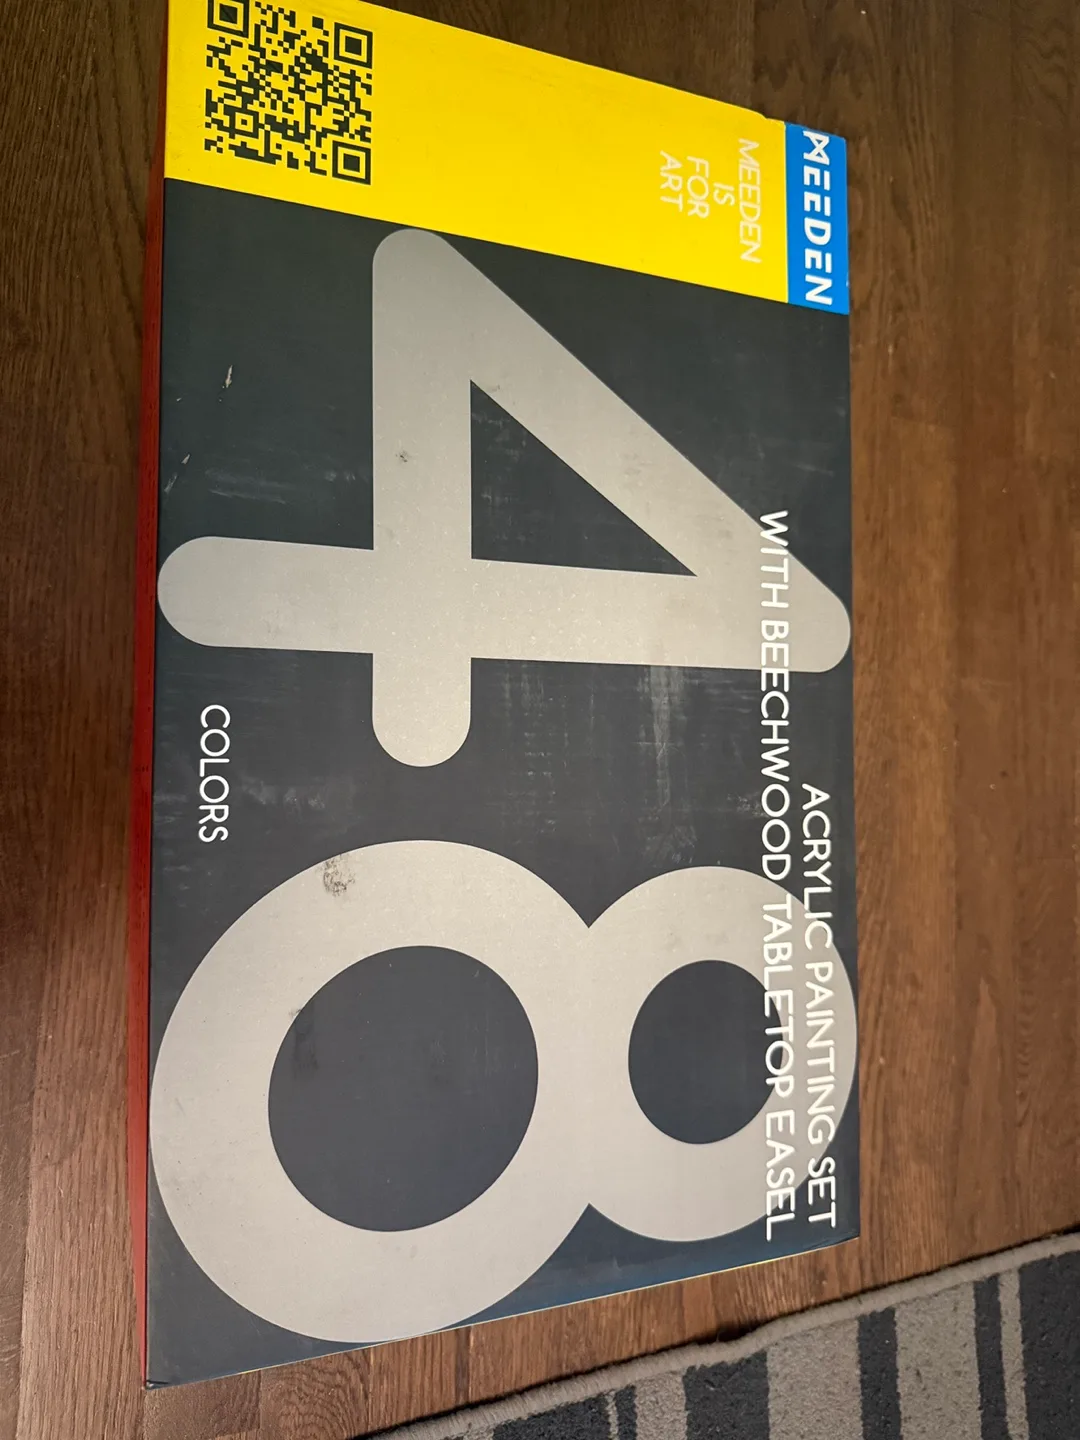 MEEDEN
MEEDEN
IS
FOR
ART
ACRYLIC PAINTING SET
WITH BEECHWOOD TABLETOP EASEL
48
COLORS